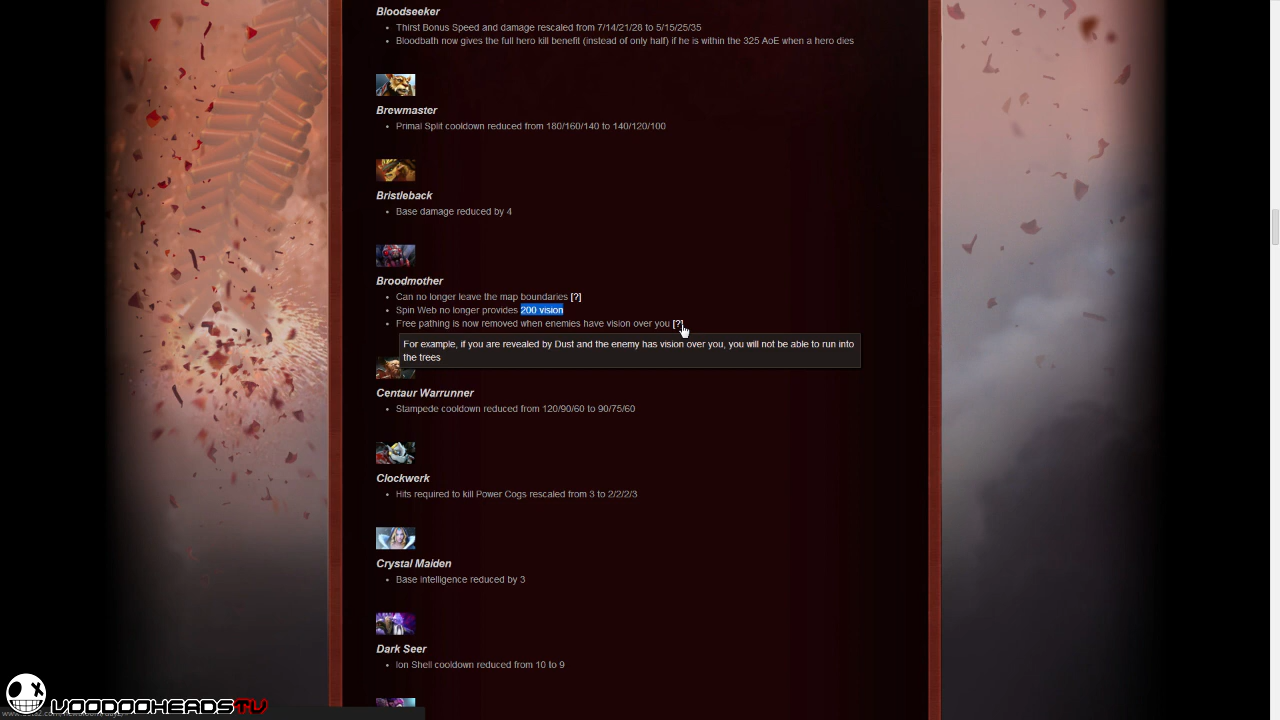 Bloodseeker
• Thirst Bonus Speed and damage rescaled from 7/14/21/28 to 5/15/25/35
• Bloodbath now gives the full hero kill benefit (instead of only half) if he is within the 325 AoE when a hero dies
Brewmaster
• Primal Split cooldown reduced from 180/160/140 to 140/120/100
Bristleback
• Base damage reduced by 4
Broodmother
• Can no longer leave the map boundaries [?]
• Spin Web no longer provides 200 vision
• Free pathing is now removed when enemies have vision over you [?]
For example, if you are revealed by Dust and the enemy has vision over you, you will not be able to run into
the trees
Centaur Warrunner
• Stampede cooldown reduced from 120/90/60 to 90/75/60
Clockwerk
• Hits required to kill Power Cogs rescaled from 3 to 2/2/2/3
Crystal Maiden
• Base intelligence reduced by 3
Dark Seer
• Ion Shell cooldown reduced from 10 to 9
VOODOOHEADSTV